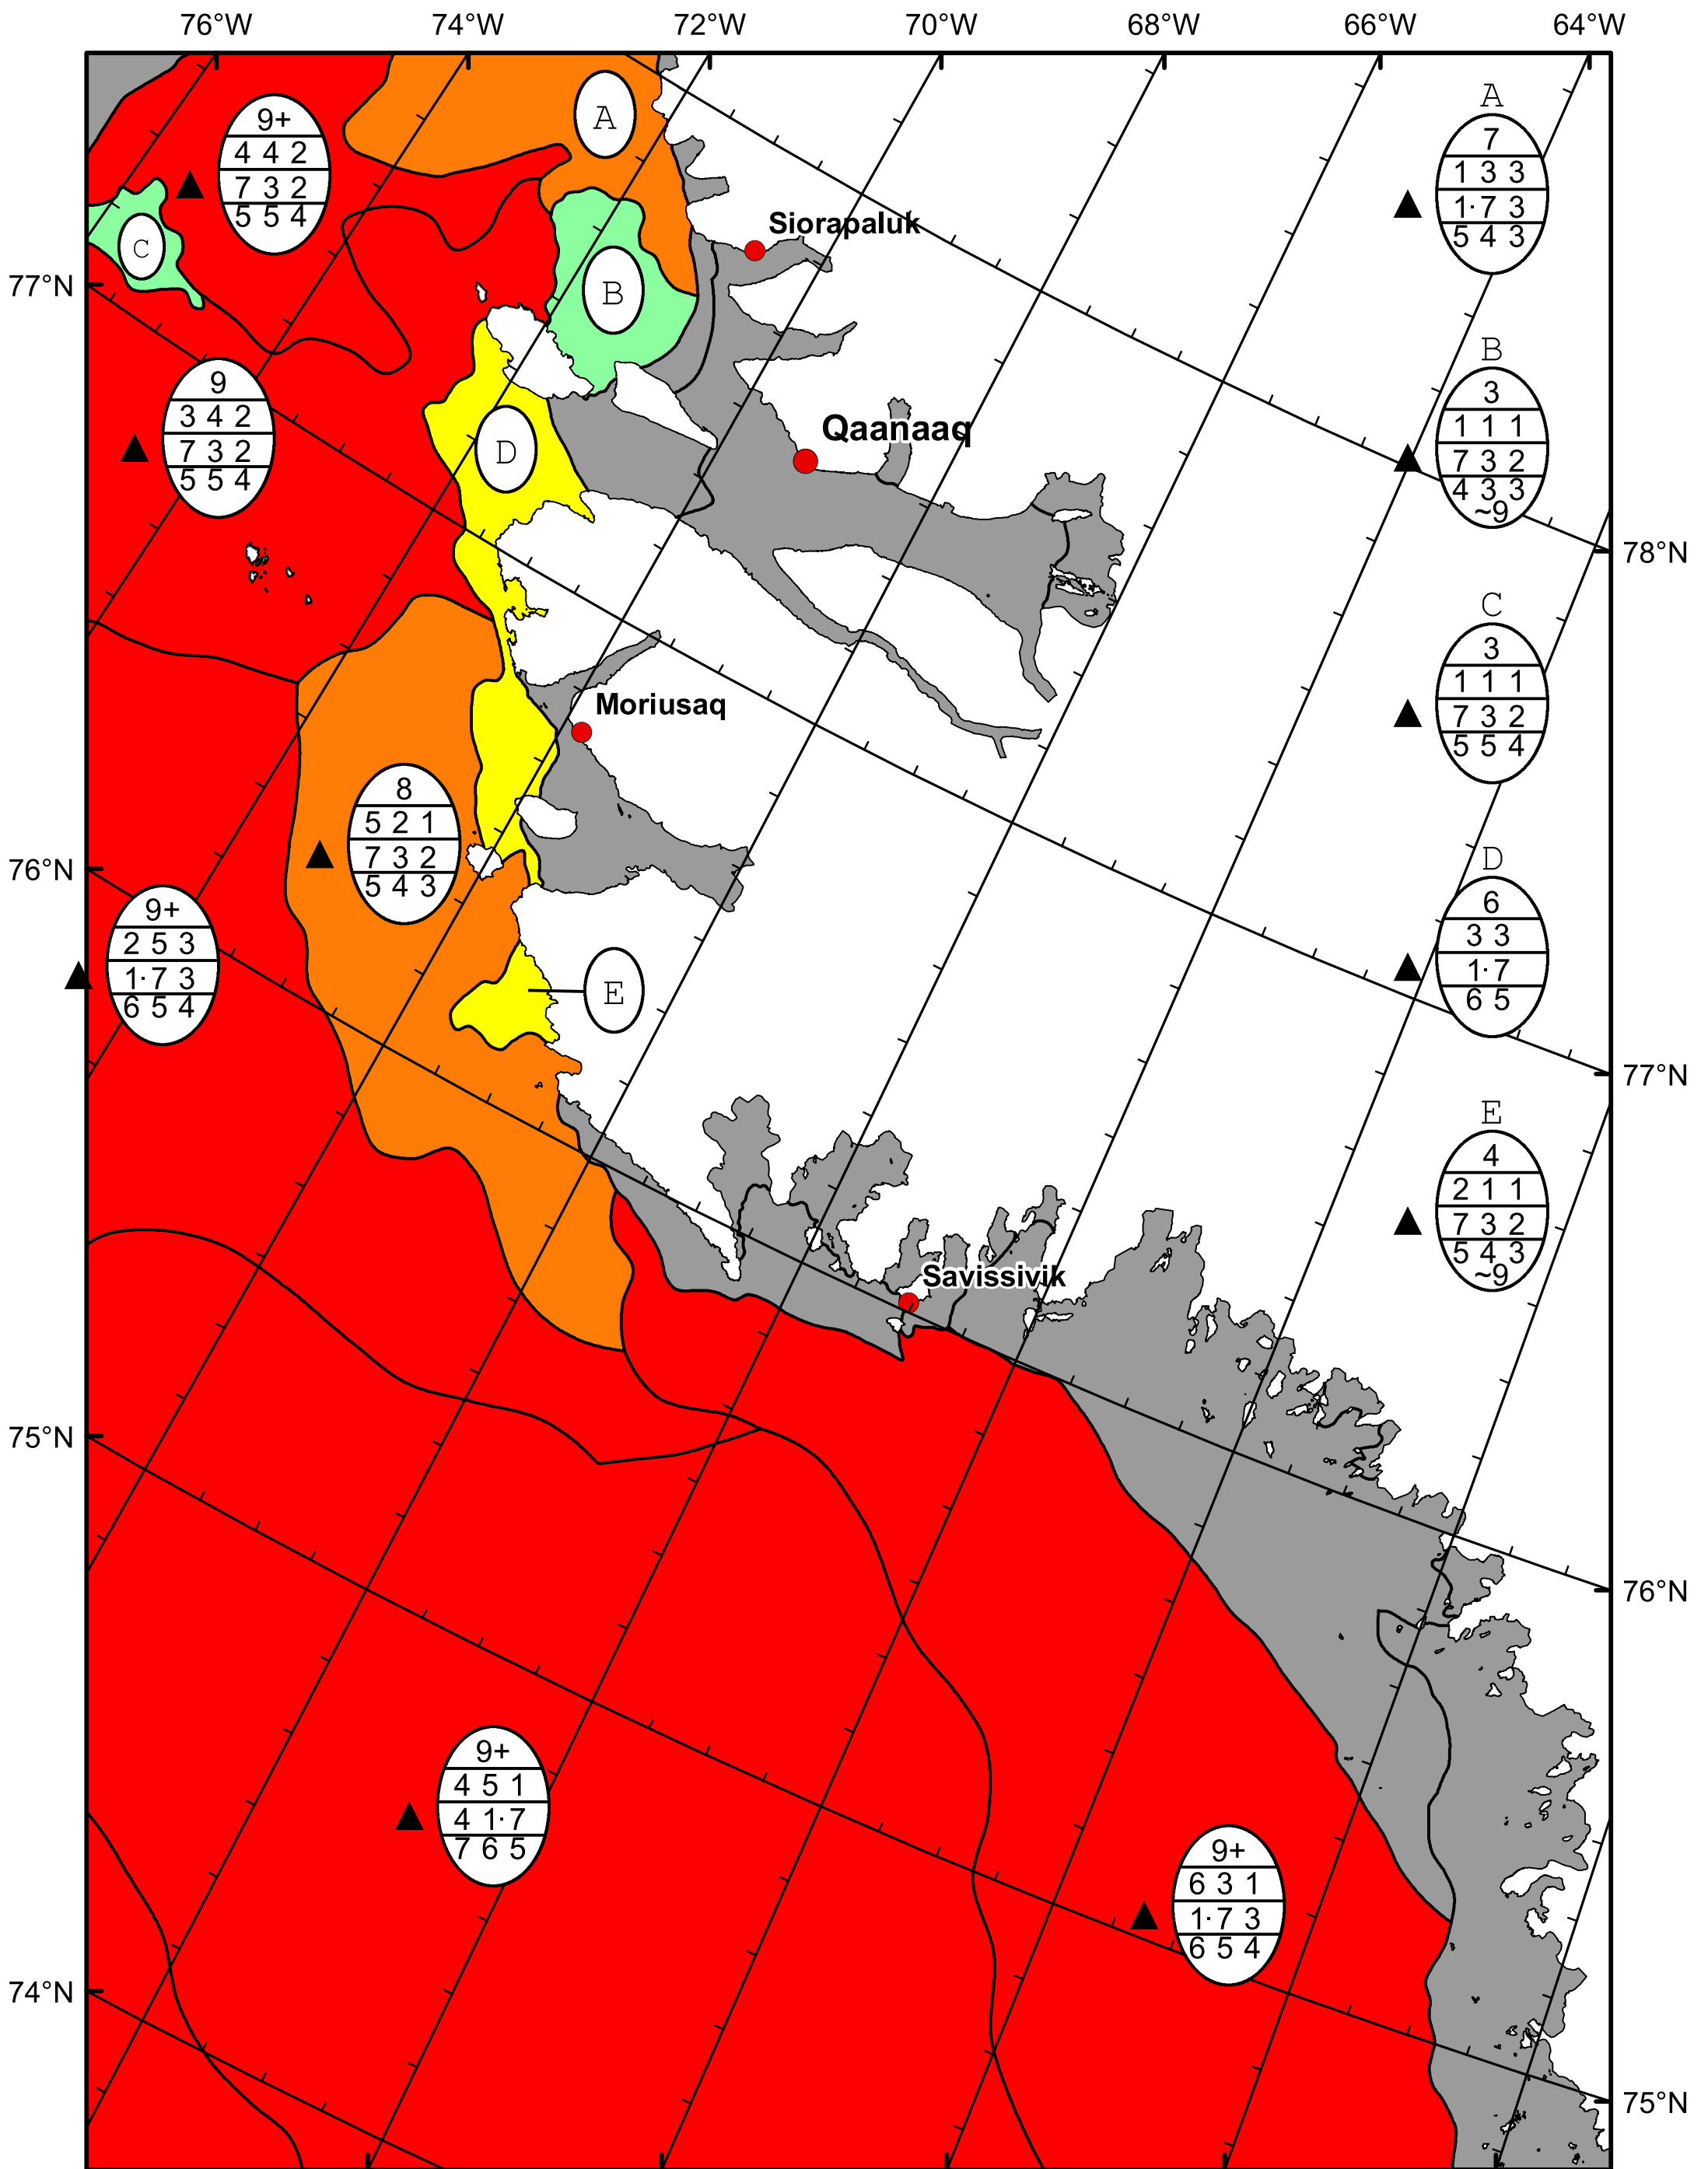 76°W 74°W 72°W 70°W 68°W 66°W 64°W
A
9+
4 4 2
7 3 2
5 5 4
A
7
1 3 3
1· 7 3
5 4 3
Siorapaluk
C
B
77°N
B
3
1 1 1
7 3 2
4 3 3
~9
9
3 4 2
7 3 2
5 5 4
D
Qaanaaq
78°N
C
3
1 1 1
7 3 2
5 5 4
Moriusaq
8
5 2 1
7 3 2
5 4 3
76°N
D
6
3 3
1· 7
6 5
9+
2 5 3
1· 7 3
6 5 4
E
77°N
E
4
2 1 1
7 3 2
5 4 3
~9
Savissivik
75°N
76°N
9+
4 5 1
4 1· 7
7 6 5
9+
6 3 1
1· 7 3
6 5 4
74°N
75°N